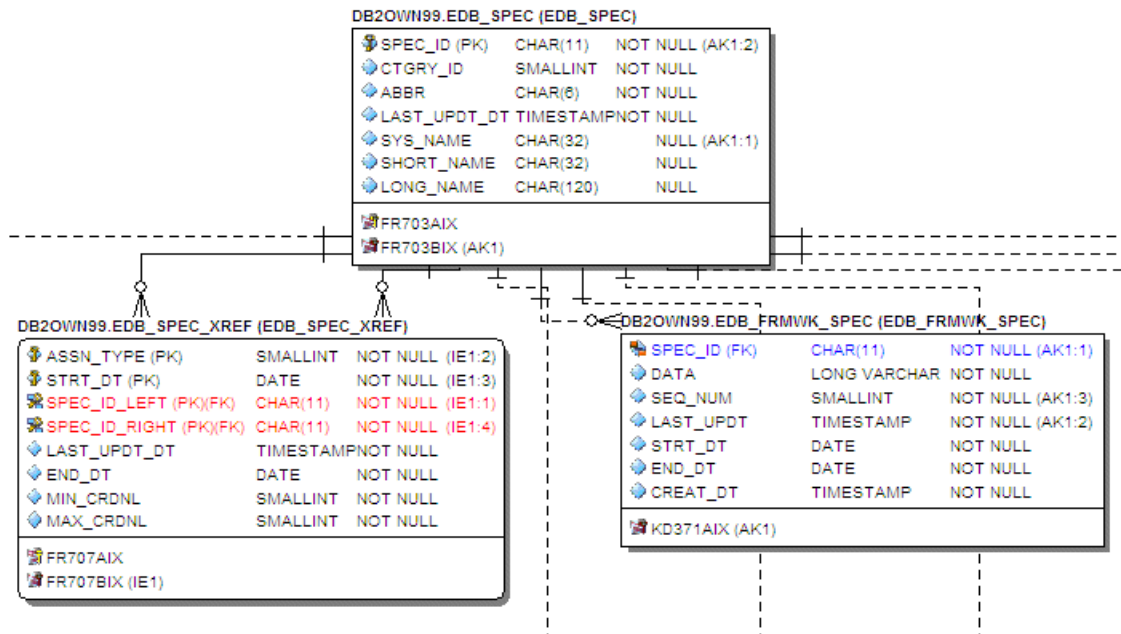 DB2OWN99.EDB_SPEC (EDB_SPEC)
SPEC_ID (PK) CHAR(11) NOT NULL (AK1:2)
CTGRY_ID SMALLINT NOT NULL
ABBR CHAR(6) NOT NULL
LAST_UPDT_DT TIMESTAMPNOT NULL
SYS_NAME CHAR(32) NULL (AK1:1)
SHORT_NAME CHAR(32) NULL
LONG_NAME CHAR(120) NULL
FR703AIX
FR703BIX (AK1)
DB2OWN99.EDB_SPEC_XREF (EDB_SPEC_XREF)
ASSN_TYPE (PK) SMALLINT NOT NULL (IE1:2)
STRT_DT (PK) DATE NOT NULL (IE1:3)
SPEC_ID_LEFT (PK)(FK) CHAR(11) NOT NULL (IE1:1)
SPEC_ID_RIGHT (PK)(FK) CHAR(11) NOT NULL (IE1:4)
LAST_UPDT_DT TIMESTAMPNOT NULL
END_DT DATE NOT NULL
MIN_CRDNL SMALLINT NOT NULL
MAX_CRDNL SMALLINT NOT NULL
FR707AIX
FR707BIX (IE1)
DB2OWN99.EDB_FRMWK_SPEC (EDB_FRMWK_SPEC)
SPEC_ID (FK) CHAR(11) NOT NULL (AK1:1)
DATA LONG VARCHAR NOT NULL
SEQ_NUM SMALLINT NOT NULL (AK1:3)
LAST_UPDT TIMESTAMP NOT NULL (AK1:2)
STRT_DT DATE NOT NULL
END_DT DATE NOT NULL
CREAT_DT TIMESTAMP NOT NULL
KD371AIX (AK1)